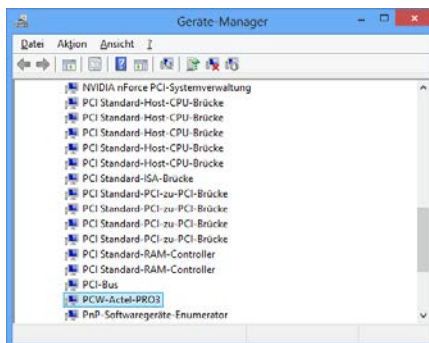 Geräte-Manager
Datei Aktion Ansicht ?
NVIDIA nForce PCI-Systemverwaltung
PCI Standard-Host-CPU-Brücke
PCI Standard-Host-CPU-Brücke
PCI Standard-Host-CPU-Brücke
PCI Standard-Host-CPU-Brücke
PCI Standard-Host-CPU-Brücke
PCI Standard-ISA-Brücke
PCI Standard-PCI-zu-PCI-Brücke
PCI Standard-PCI-zu-PCI-Brücke
PCI Standard-PCI-zu-PCI-Brücke
PCI Standard-PCI-zu-PCI-Brücke
PCI Standard-RAM-Controller
PCI Standard-RAM-Controller
PCI-Bus
PCW-Actel-PRO3
PnP-Softwaregeräte-Enumerator